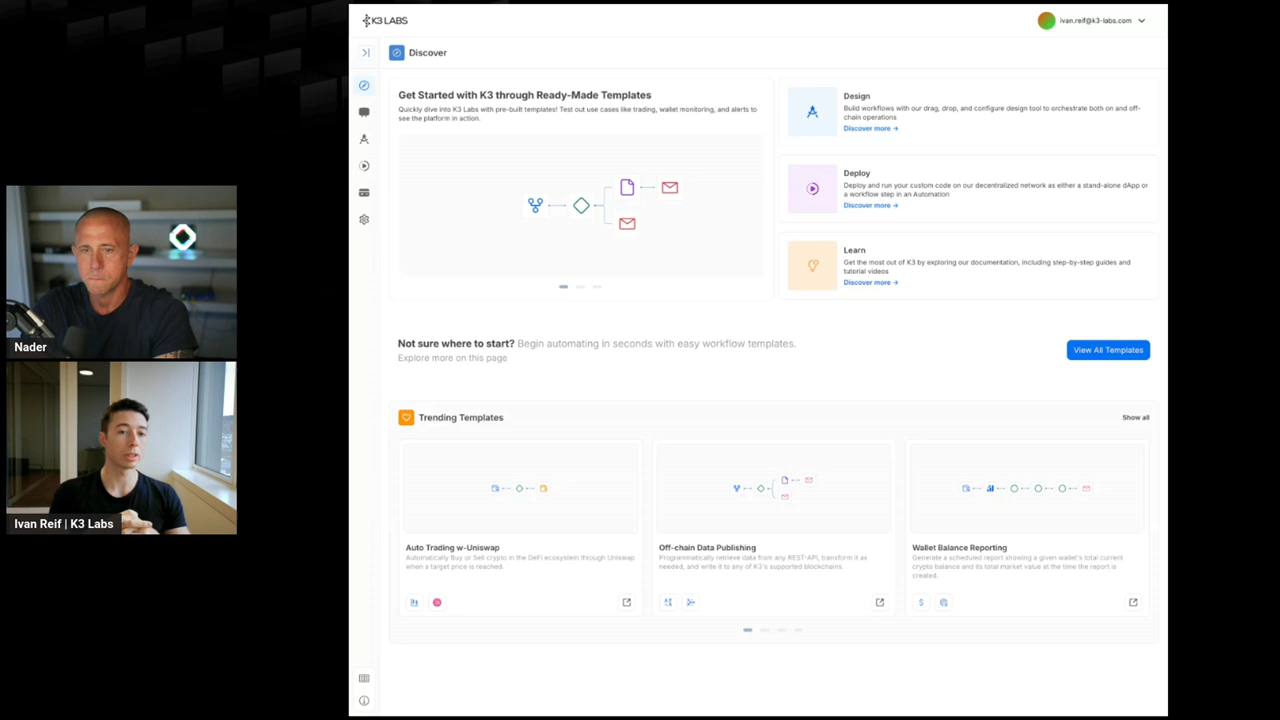 K3 LABS
ivan.reif@k3-labs.com
Discover
Get Started with K3 through Ready-Made Templates
Quickly dive into K3 Labs with pre-built templates! Test out use cases like trading, wallet monitoring, and alerts to
see the platform in action.
Design
Build workflows with our drag, drop, and configure design tool to orchestrate both on and off-
chain operations
Discover more →
Deploy
Deploy and run your custom code on our decentralized network as either a stand-alone dApp or
a workflow step in an Automation
Discover more →
Learn
Get the most out of K3 by exploring our documentation, including step-by-step guides and
tutorial videos
Discover more →
Nader
Ivan Reif | K3 Labs
Not sure where to start? Begin automating in seconds with easy workflow templates.
Explore more on this page
View All Templates
Trending Templates
Show all
Auto Trading w-Uniswap
Automatically Buy or Sell crypto in the DeFi ecosystem through Uniswap
when a target price is reached.
Off-chain Data Publishing
Programmatically retrieve data from any REST-API, transform it as
needed, and write it to any of K3's supported blockchains.
Wallet Balance Reporting
Generate a scheduled report showing a given wallet's total current
crypto balance and its total market value at the time the report is
created.